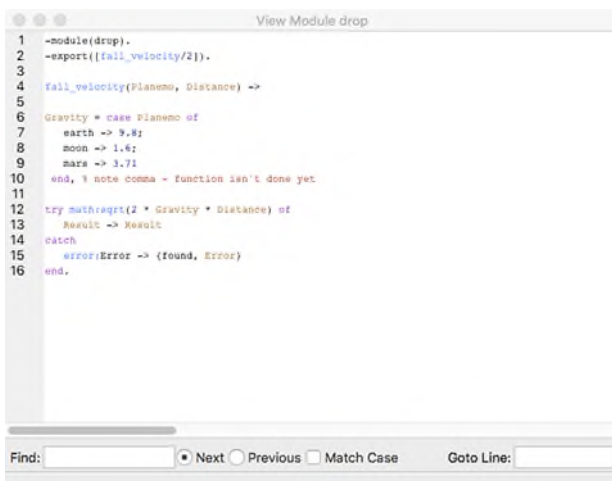 View Module drop
1 -module(drop).
2 -export([fall_velocity/2]).
3
4 fall_velocity(Planemo, Distance) ->
5
6 Gravity = case Planemo of
7 earth -> 9.8;
8 moon -> 1.6;
9 mars -> 3.71
10 end, % note comma - function isn't done yet
11
12 try math:sqrt(2 * Gravity * Distance) of
13 Result -> Result
14 catch
15 error:Error -> {found, Error}
16 end.
Find: Next Previous Match Case Goto Line: